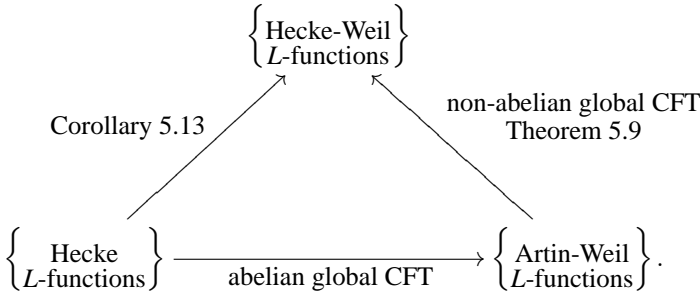 Hecke-Weil
L-functions
Corollary 5.13
non-abelian global CFT
Theorem 5.9
Hecke
L-functions
abelian global CFT
Artin-Weil
L-functions
.